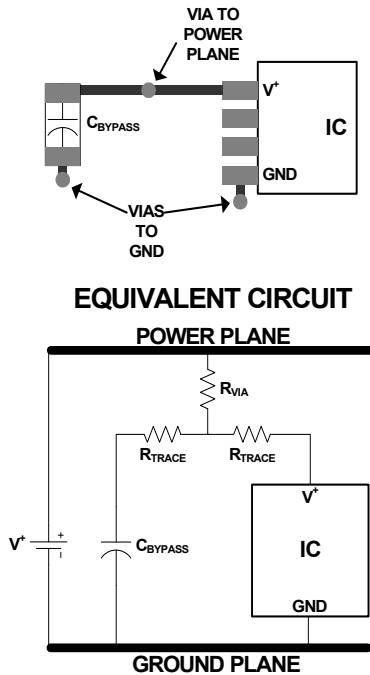 VIA TO
POWER
PLANE
V+
CBYPASS
IC
GND
VIAS
TO
GND
EQUIVALENT CIRCUIT
POWER PLANE
RVIA
RTRACE
RTRACE
V+
V+
+
-
CBYPASS
IC
GND
GROUND PLANE